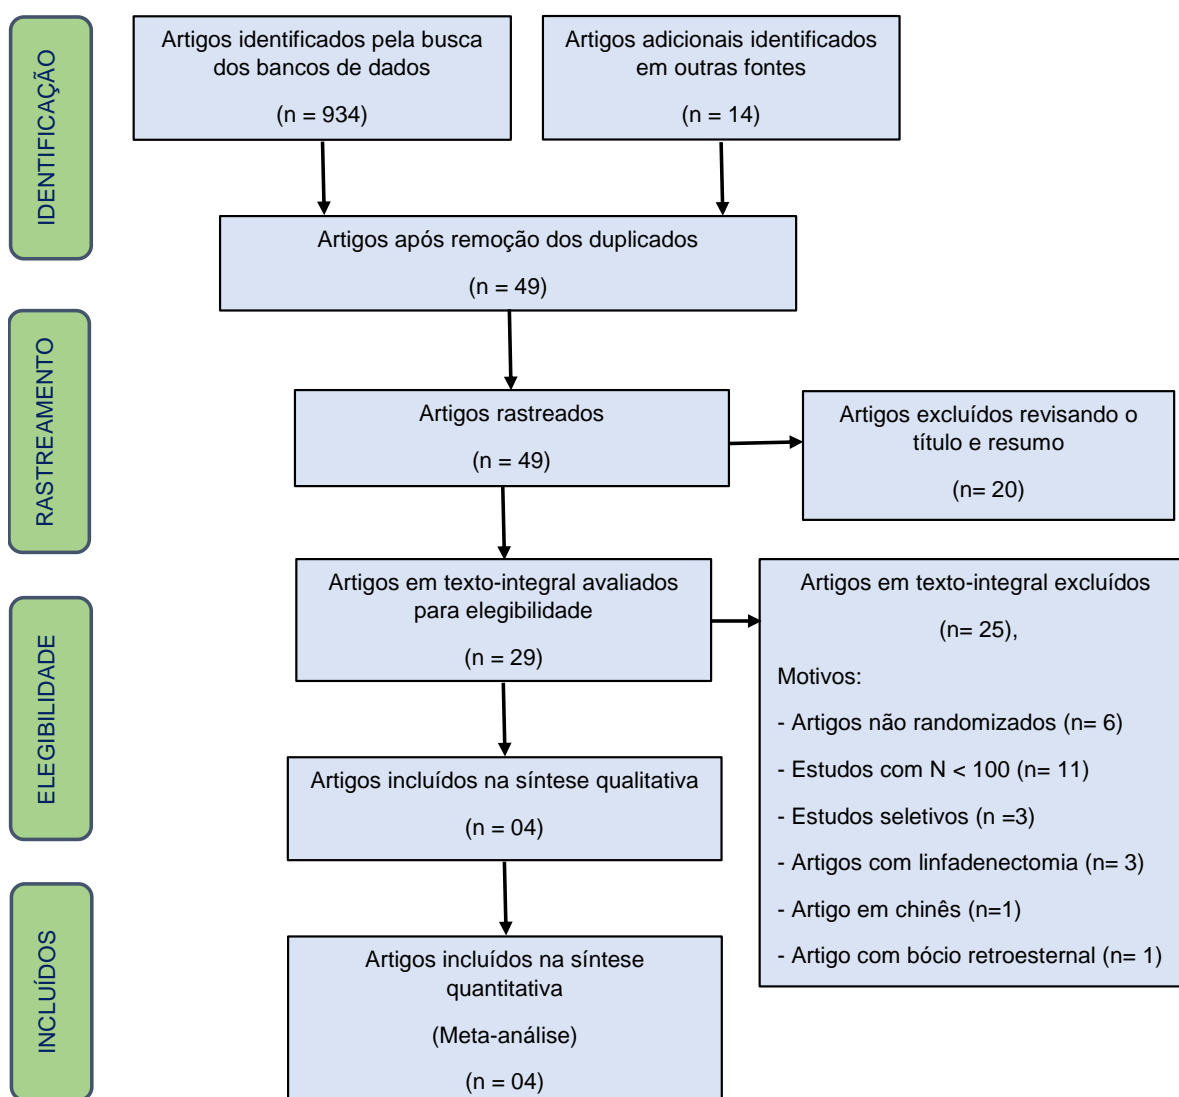 IDENTIFICAÇÃO
Artigos identificados pela busca
dos bancos de dados
(n = 934)
Artigos adicionais identificados
em outras fontes
(n = 14)
Artigos após remoção dos duplicados
(n = 49)
RASTREAMENTO
Artigos rastreados
(n = 49)
Artigos excluídos revisando o
título e resumo
(n= 20)
ELEGIBILIDADE
Artigos em texto-integral avaliados
para elegibilidade
(n = 29)
Artigos em texto-integral excluídos
(n= 25),
Motivos:
- Artigos não randomizados (n= 6)
- Estudos com N < 100 (n= 11)
- Estudos seletivos (n =3)
- Artigos com linfadenectomia (n= 3)
- Artigo em chinês (n=1)
- Artigo com bócio retroesternal (n= 1)
Artigos incluídos na síntese qualitativa
(n = 04)
INCLUÍDOS
Artigos incluídos na síntese
quantitativa
(Meta-análise)
(n = 04)